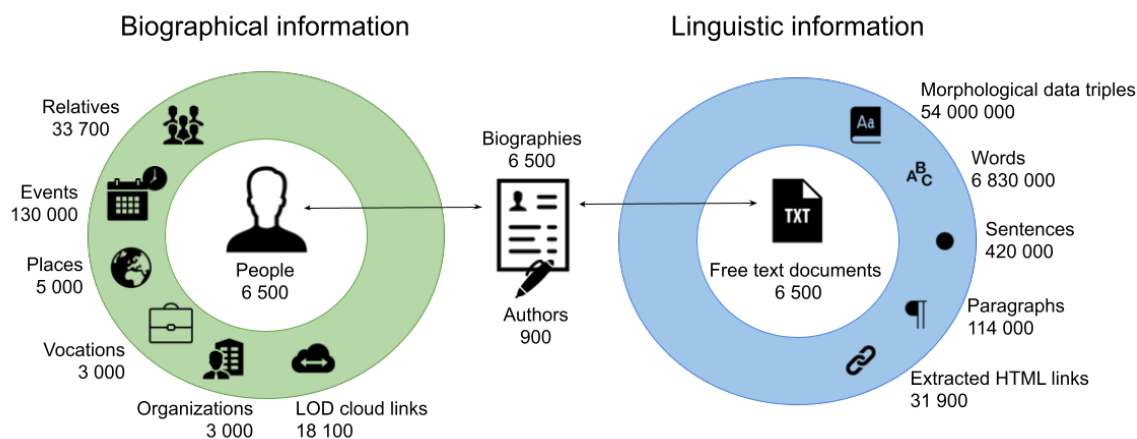 Biographical information
Relatives
33 700
Events
130 000
Places
5 000
Vocations
3 000
Organizations
3 000
LOD cloud links
18 100
People
6 500
Biographies
6 500
Authors
900
Linguistic information
TXT
Free text documents
6 500
Aa
Morphological data triples
54 000 000
ABC
Words
6 830 000
Sentences
420 000
¶
Paragraphs
114 000
Extracted HTML links
31 900